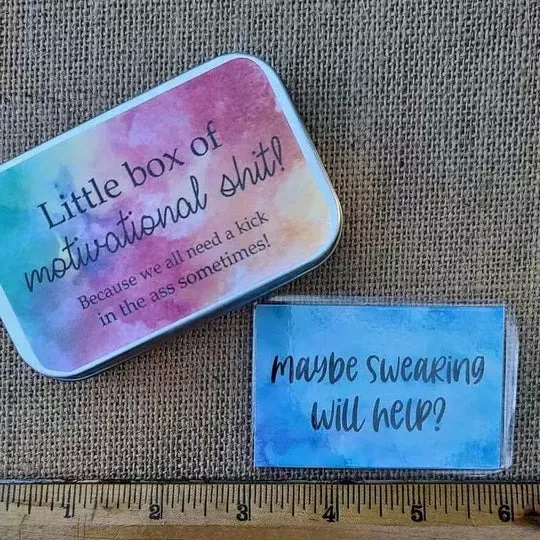 Little box of
motivational shit!
Because we all need a kick
in the ass sometimes!
maybe swearing
will help?
1 2 3 4 5 6